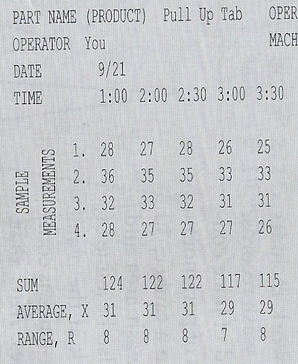 PART NAME (PRODUCT) Pull Up Tab OPER
OPERATOR You MACH
DATE 9/21
TIME 1:00 2:00 2:30 3:00 3:30
SAMPLE MEASUREMENTS
1. 28 27 28 26 25
2. 36 35 35 33 33
3. 32 33 32 31 31
4. 28 27 27 27 26
SUM 124 122 122 117 115
AVERAGE, X 31 31 31 29 29
RANGE, R 8 8 8 7 8